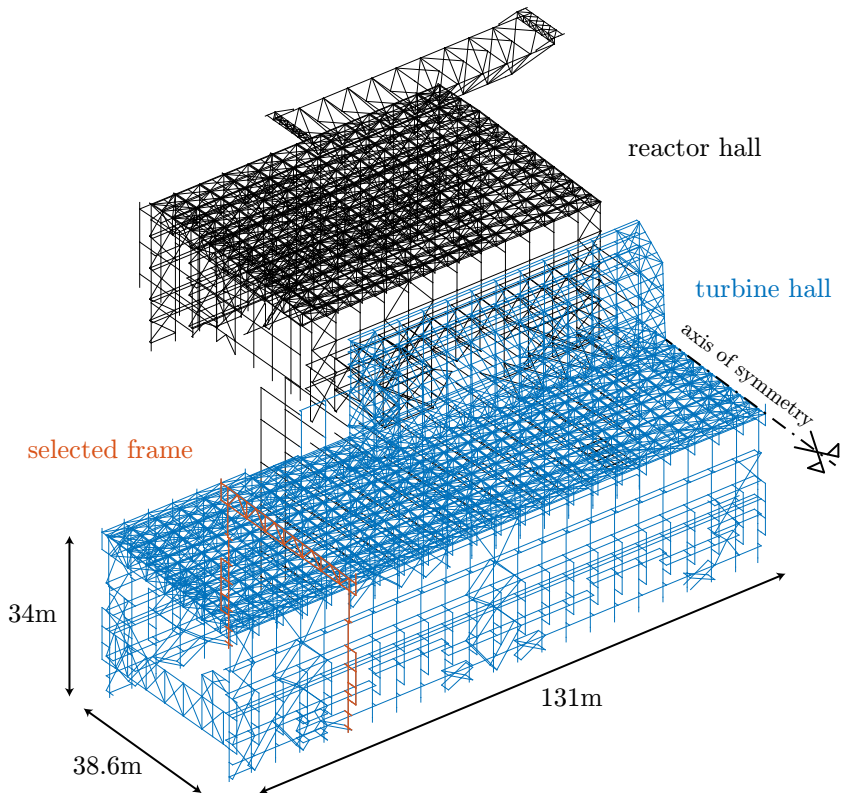 reactor hall
turbine hall
axis of symmetry
selected frame
34m
131m
38.6m